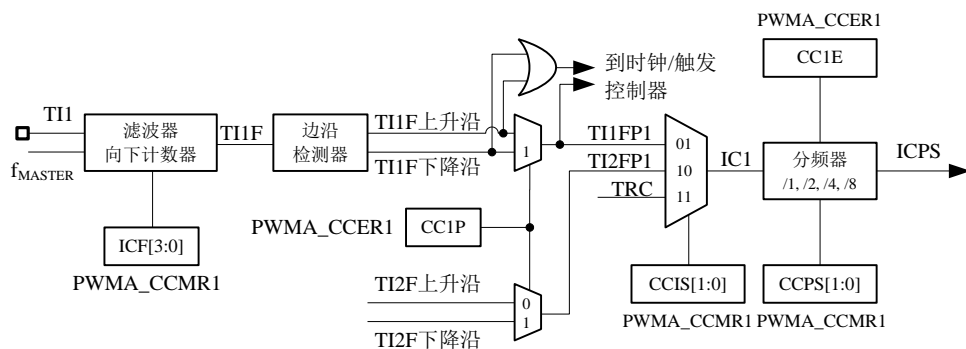 PWMA_CCER1
CC1E
到时钟/触发
控制器
TI1
f_MASTER
滤波器
向下计数器
TI1F
边沿
检测器
TI1F上升沿
TI1F下降沿
1
TI1FP1
TI2FP1
TRC
01
10
11
IC1
分频器
/1, /2, /4, /8
ICPS
ICF[3:0]
PWMA_CCMR1
PWMA_CCER1
CC1P
TI2F上升沿
TI2F下降沿
0
1
CCIS[1:0]
PWMA_CCMR1
CCPS[1:0]
PWMA_CCMR1